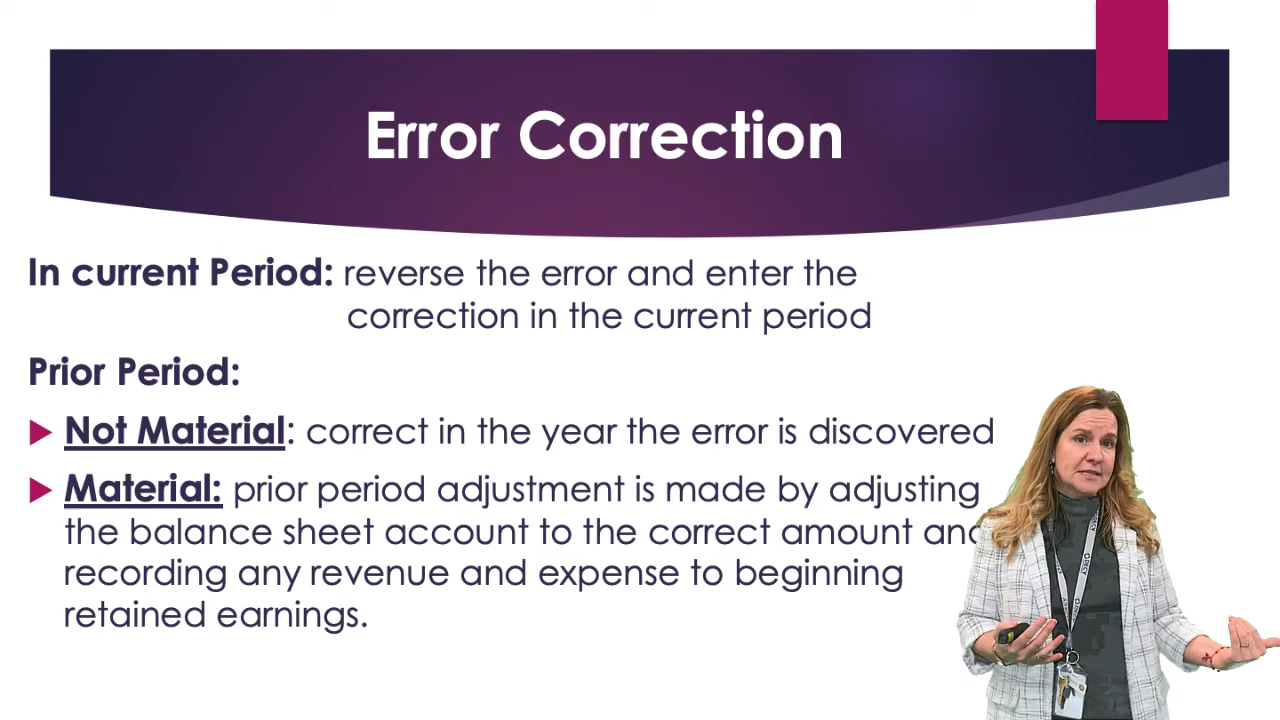 Error Correction
In current Period: reverse the error and enter the
correction in the current period
Prior Period:
Not Material: correct in the year the error is discovered
Material: prior period adjustment is made by adjusting
the balance sheet account to the correct amount and
recording any revenue and expense to beginning
retained earnings.